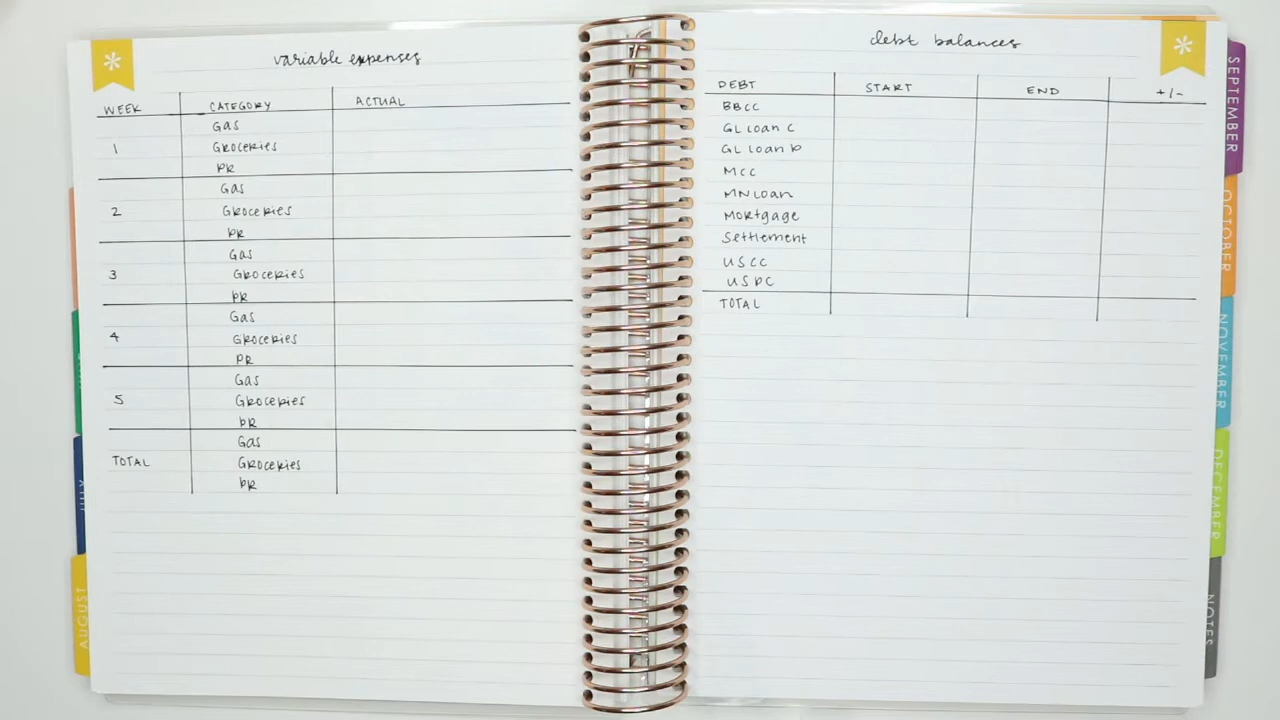 variable expenses
WEEK CATEGORY ACTUAL
Gas
1 Groceries
PR
Gas
2 Groceries
PR
Gas
3 Groceries
PR
Gas
4 Groceries
PR
Gas
5 Groceries
PR
Gas
TOTAL Groceries
PR
debt balances
DEBT START END +/-
BBCC
GL Loan C
GL Loan P
MCC
MN Loan
Mortgage
Settlement
USCC
USPC
TOTAL
SEPTEMBER
OCTOBER
NOVEMBER
DECEMBER
NOTES
JULY
AUGUST